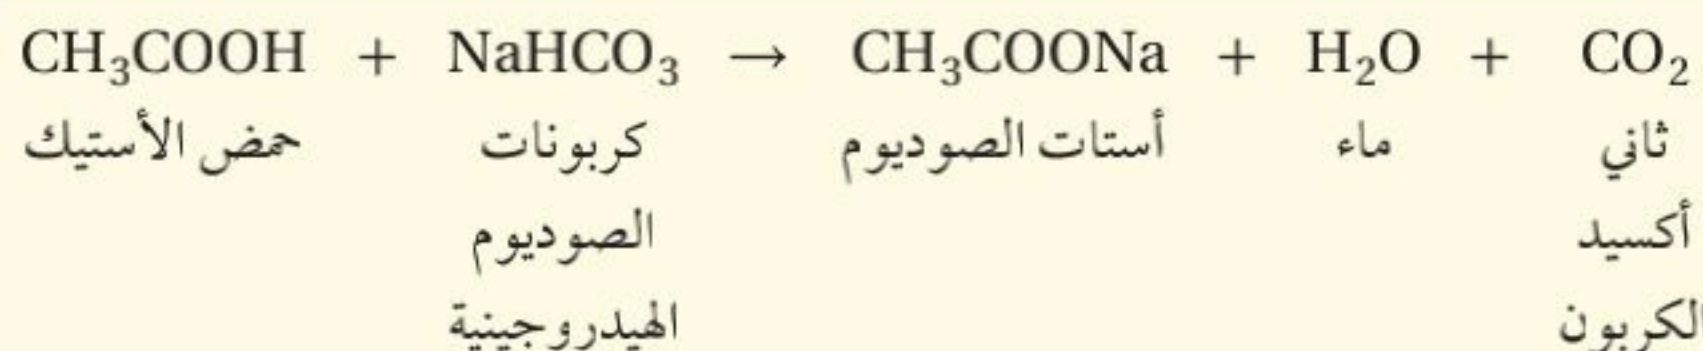 CH₃COOH + NaHCO₃ → CH₃COONa + H₂O + CO₂
حمض الأستيك كربونات أستات الصوديوم ماء ثاني
الصوديوم أكسيد
الهيدروجينية الكربون